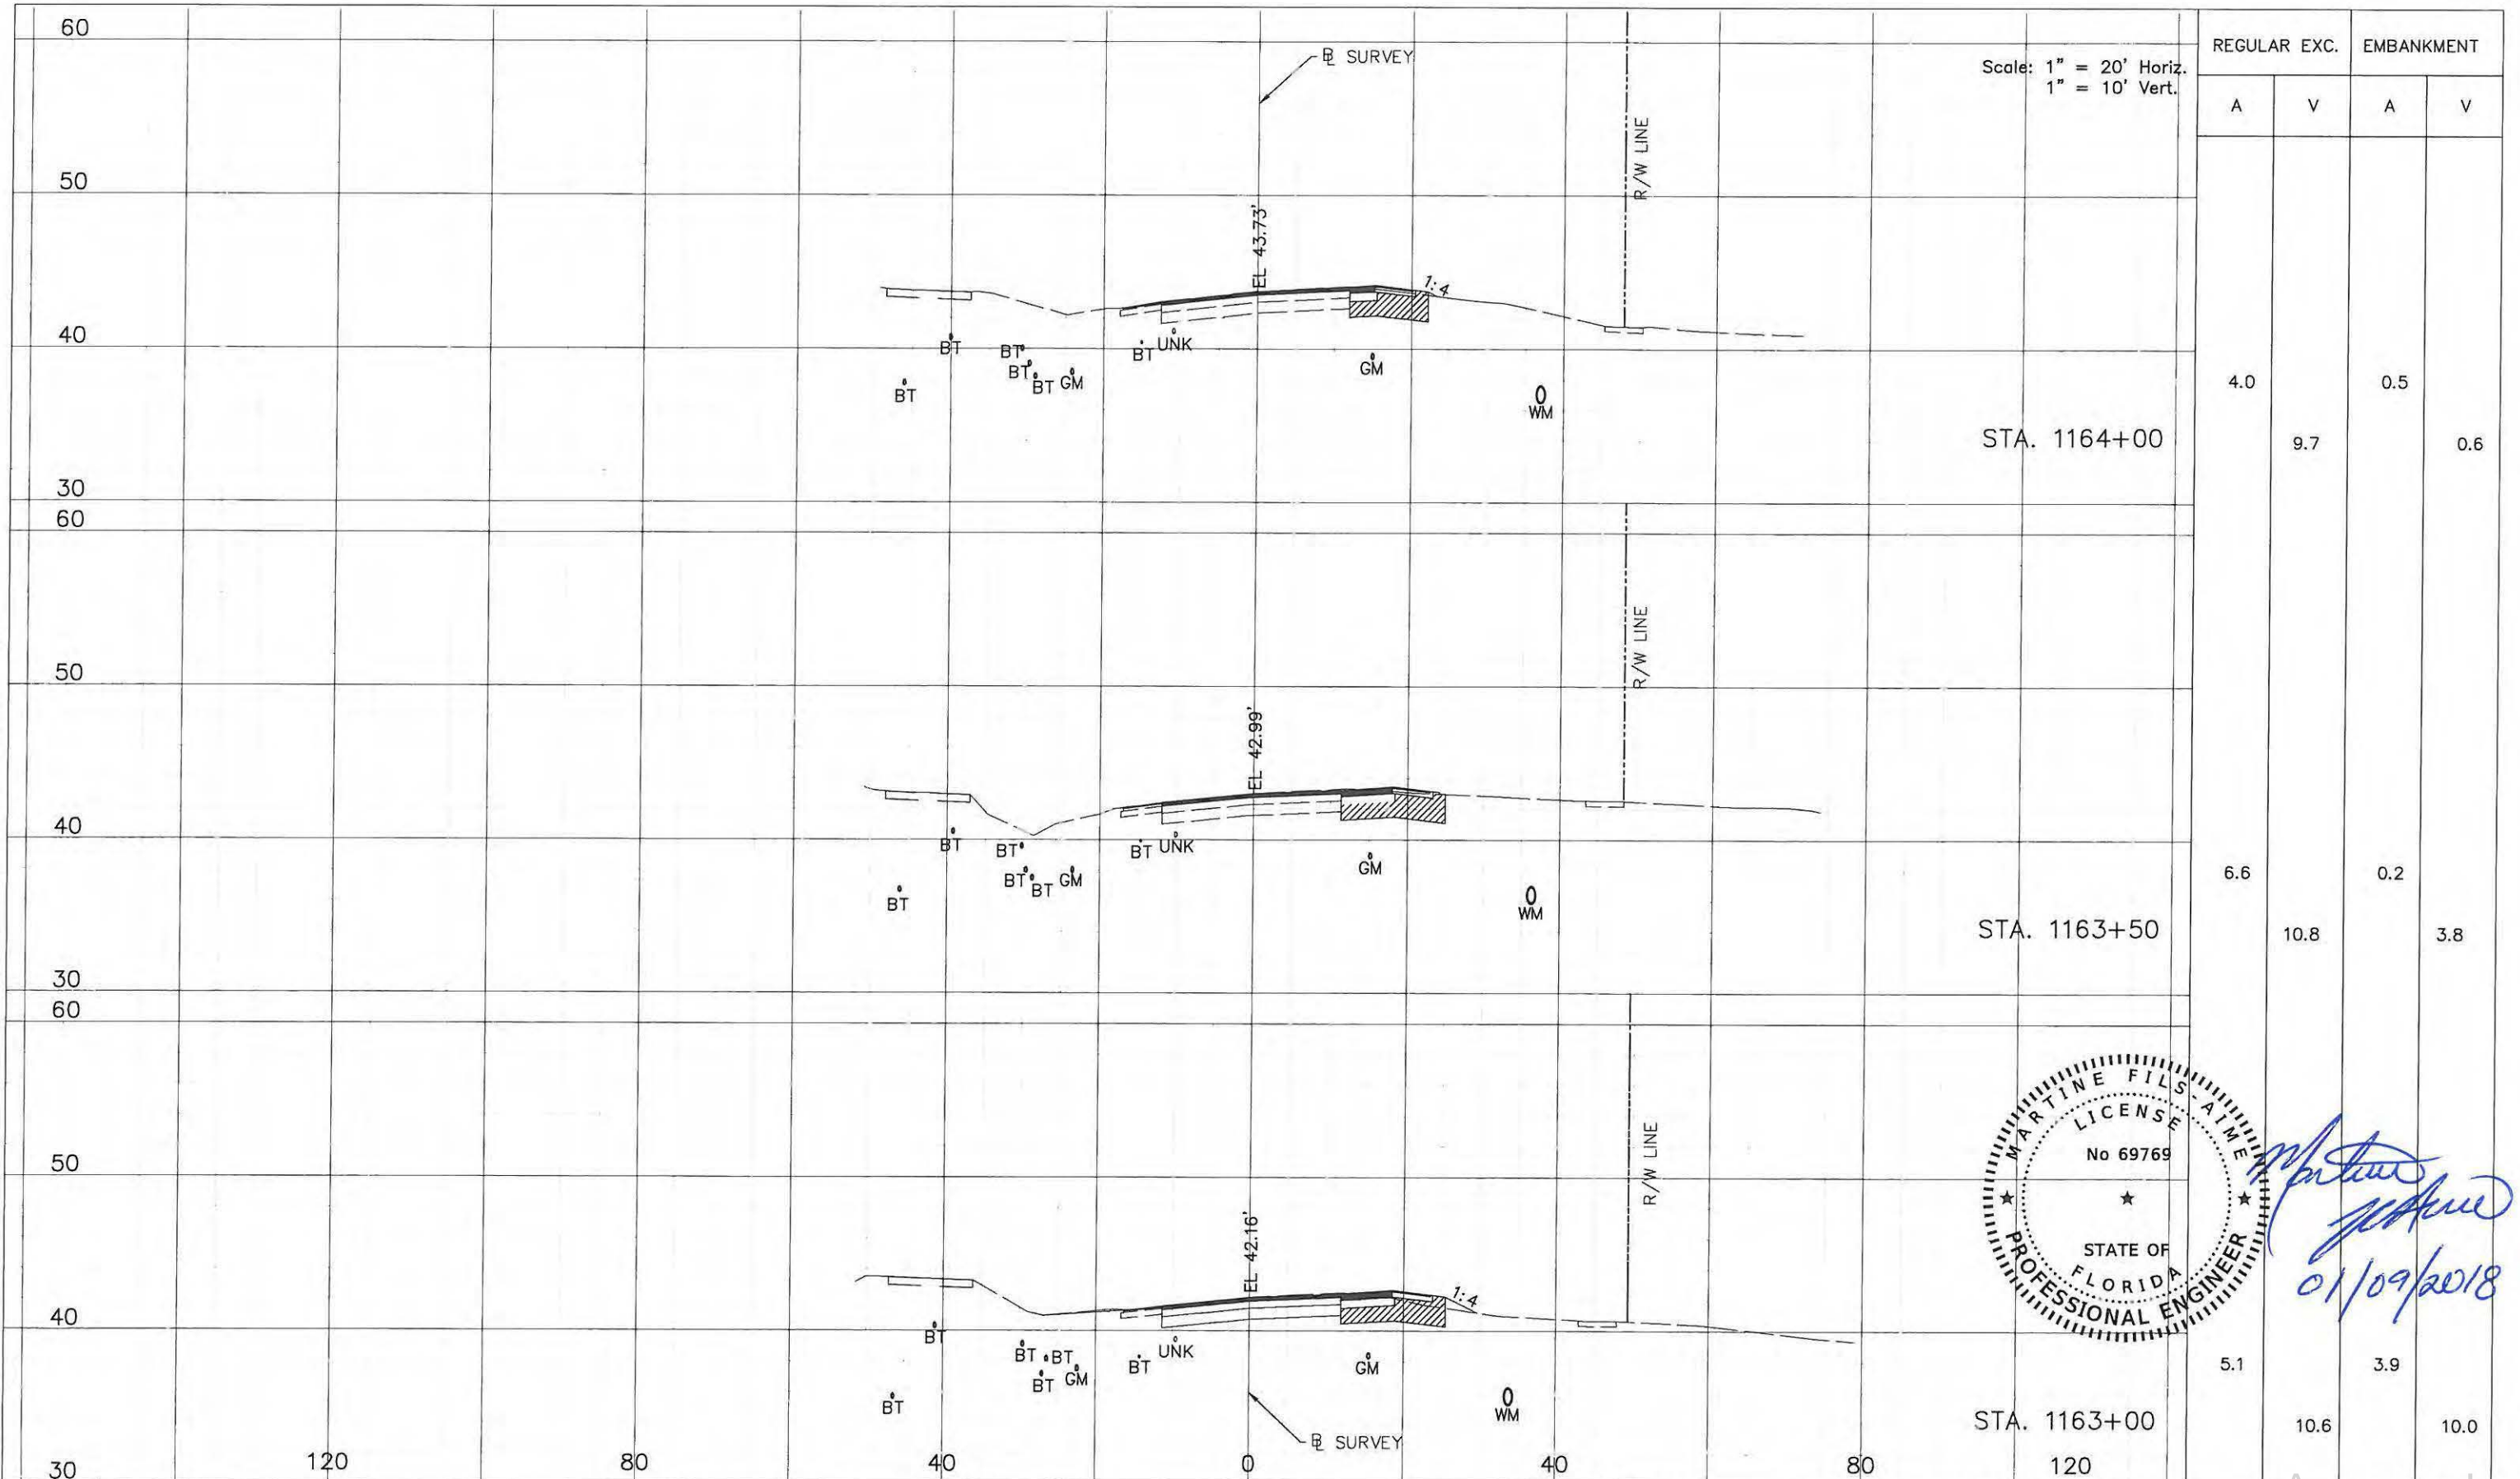 REGULAR EXC. EMBANKMENT
A V A V
Scale: 1" = 20' Horiz.
1" = 10' Vert.
60
50
40
30
BL SURVEY
R/W LINE
EL 43.73'
1:4
BT BT BT BT GM BT UNK GM
BT WM
STA. 1164+00
4.0 0.5
9.7 0.6
60
50
40
30
R/W LINE
EL 42.99'
BT BT BT BT GM BT UNK GM
BT WM
STA. 1163+50
6.6 0.2
10.8 3.8
60
50
40
30
R/W LINE
EL 42.16'
1:4
BT BT BT BT GM BT UNK GM
BT WM
BL SURVEY
STA. 1163+00
5.1 3.9
10.6 10.0
120 80 40 0 40 80 120
MARTINE FILS-AIME
LICENSE
No 69769
STATE OF
FLORIDA
PROFESSIONAL ENGINEER
01/09/2018